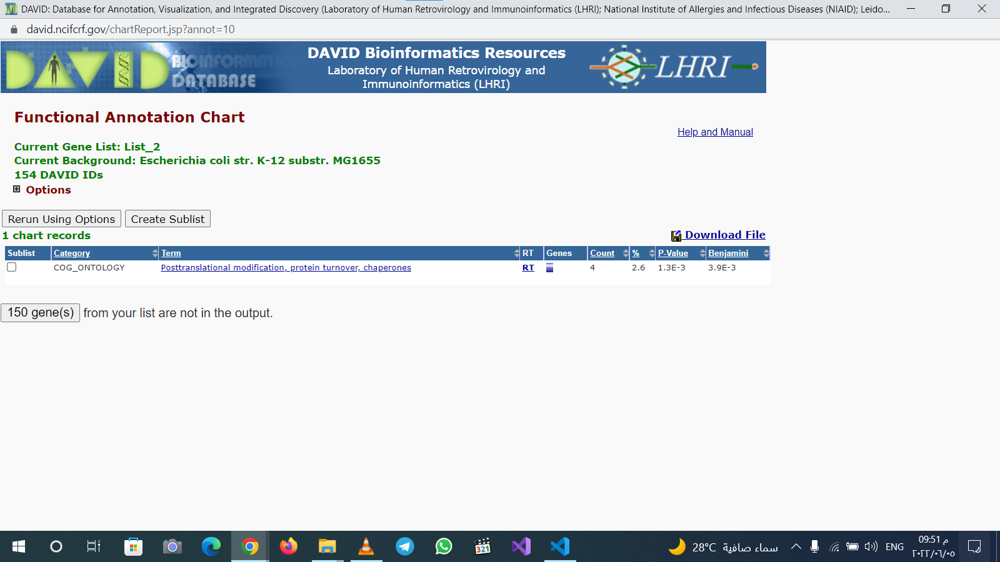 DAVID: Database for Annotation, Visualization, and Integrated Discovery (Laboratory of Human Retrovirology and Immunoinformatics (LHRI); National Institute of Allergies and Infectious Diseases (NIAID); Leido...
david.ncifcrf.gov/chartReport.jsp?annot=10
DAVID BIOINFORMATICS DATABASE
DAVID Bioinformatics Resources
Laboratory of Human Retrovirology and
Immunoinformatics (LHRI)
LHRI
Functional Annotation Chart
Help and Manual
Current Gene List: List_2
Current Background: Escherichia coli str. K-12 substr. MG1655
154 DAVID IDs
Options
Rerun Using Options Create Sublist
1 chart records Download File
Sublist Category Term RT Genes Count % P-Value Benjamini
COG_ONTOLOGY Posttranslational modification, protein turnover, chaperones RT 4 2.6 1.3E-3 3.9E-3
150 gene(s) from your list are not in the output.
321
28°C سماء صافية ENG 09:51 م
٢٠٢٢/٠٦/٠٥